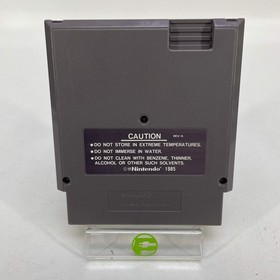 CAUTION REV-A
•DO NOT STORE IN EXTREME TEMPERATURES.
•DO NOT IMMERSE IN WATER.
•DO NOT CLEAN WITH BENZENE, THINNER,
ALCOHOL OR OTHER SUCH SOLVENTS.
Nintendo 1985